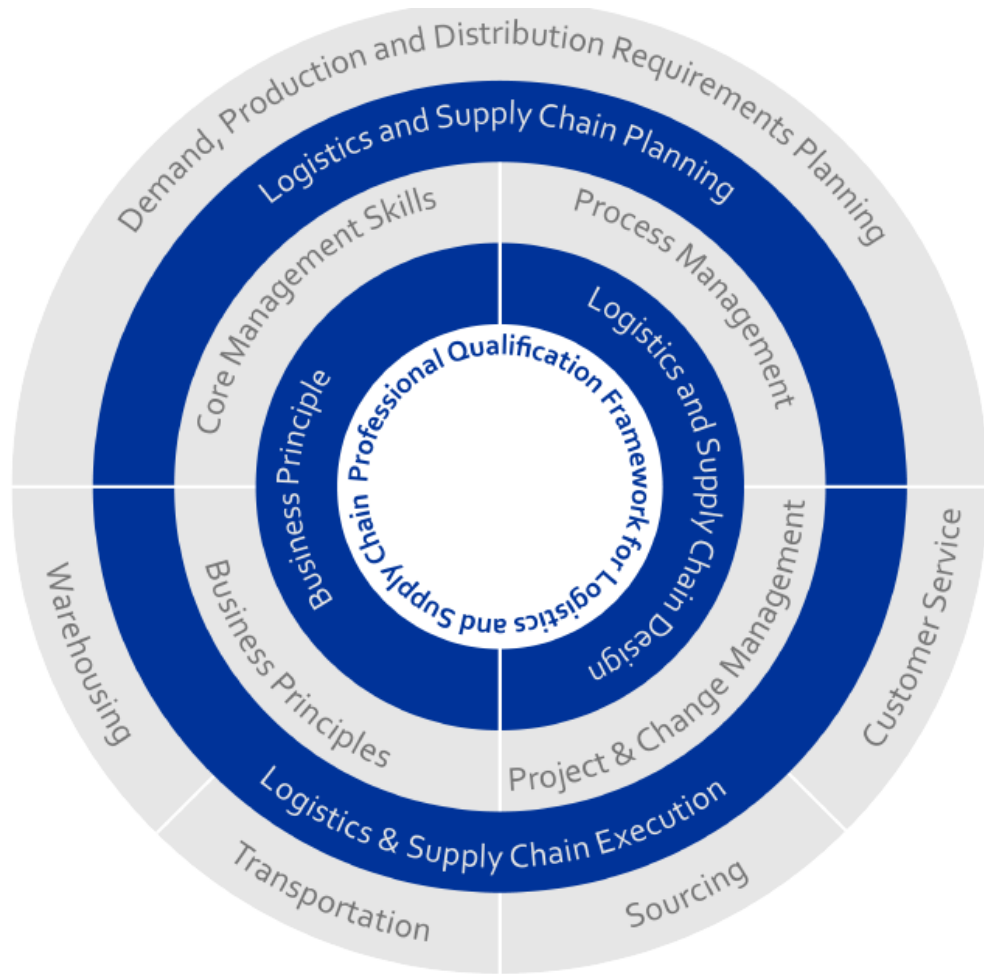 Demand, Production and Distribution Requirements Planning
Logistics and Supply Chain Planning
Core Management Skills
Process Management
Business Principle
Logistics and Supply Chain Design
Professional Qualification Framework for Logistics and Supply Chain
Business Principles
Project & Change Management
Logistics & Supply Chain Execution
Warehousing
Transportation
Sourcing
Customer Service